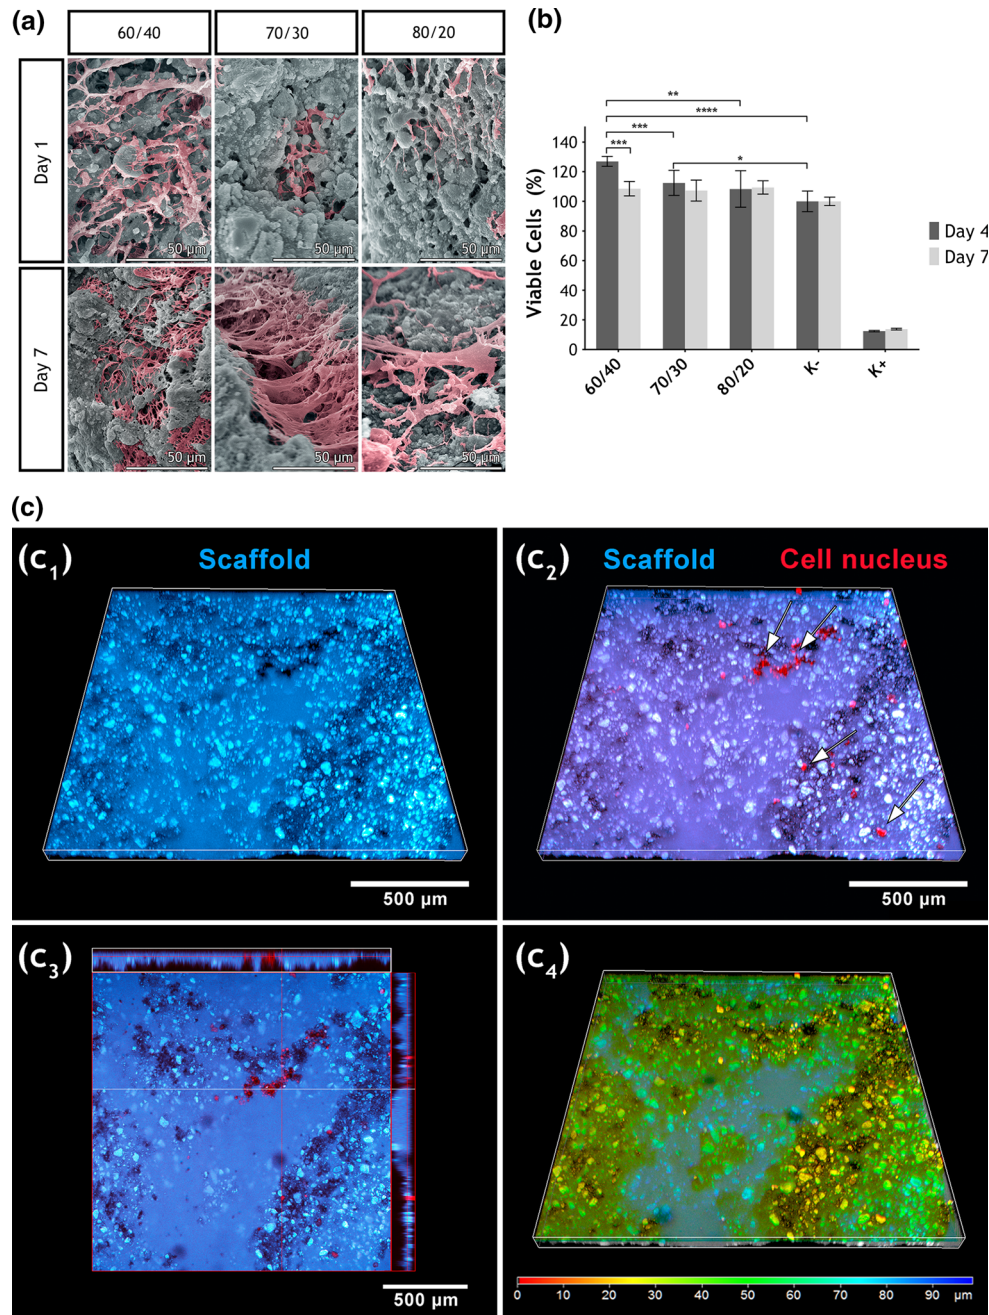 (a)
60/40 70/30 80/20
Day 1
50 µm 50 µm 50 µm
Day 7
50 µm 50 µm 50 µm
(b)
**
****
***
***
*
Viable Cells (%)
140
120
100
80
60
40
20
0
60/40 70/30 80/20 K- K+
Day 4
Day 7
(c)
(c1) Scaffold
500 µm
(c2) Scaffold Cell nucleus
500 µm
(c3)
500 µm
(c4)
0 10 20 30 40 50 60 70 80 90 µm